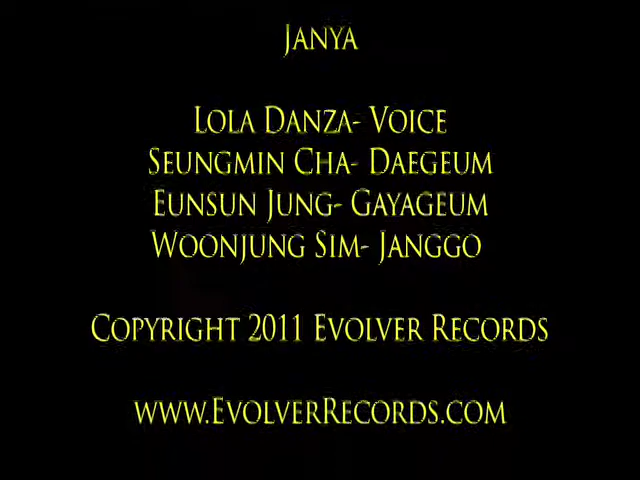 Janya
Lola Danza- Voice
Seungmin Cha- Daegeum
Eunsun Jung- Gayageum
Woonjung Sim- Janggo
Copyright 2011 Evolver Records
www.EvolverRecords.com